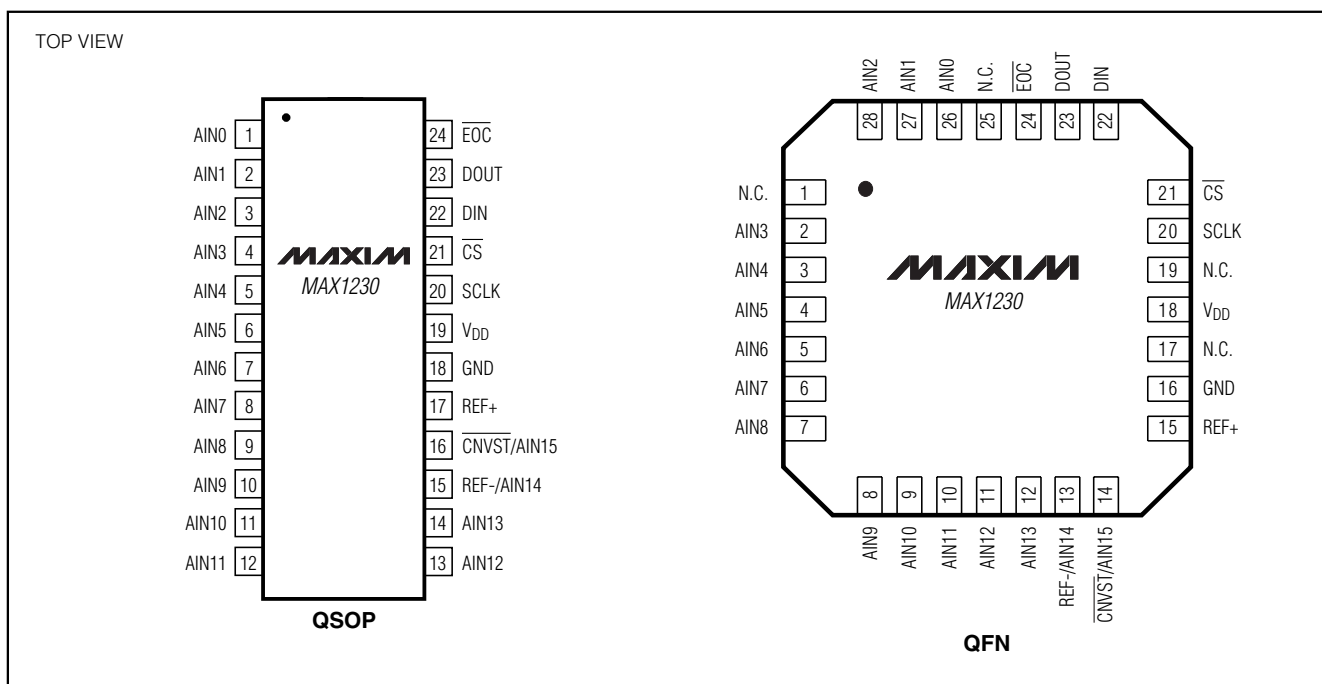 TOP VIEW
AIN0 1
AIN1 2
AIN2 3
AIN3 4
AIN4 5
AIN5 6
AIN6 7
AIN7 8
AIN8 9
AIN9 10
AIN10 11
AIN11 12
24 EOC
23 DOUT
22 DIN
21 CS
20 SCLK
19 VDD
18 GND
17 REF+
16 CNVST/AIN15
15 REF-/AIN14
14 AIN13
13 AIN12
MAXIM
MAX1230
QSOP
AIN2 28
AIN1 27
AIN0 26
N.C. 25
EOC 24
DOUT 23
DIN 22
N.C. 1
AIN3 2
AIN4 3
AIN5 4
AIN6 5
AIN7 6
AIN8 7
21 CS
20 SCLK
19 N.C.
18 VDD
17 N.C.
16 GND
15 REF+
MAXIM
MAX1230
8 AIN9
9 AIN10
10 AIN11
11 AIN12
12 AIN13
13 REF-/AIN14
14 CNVST/AIN15
QFN